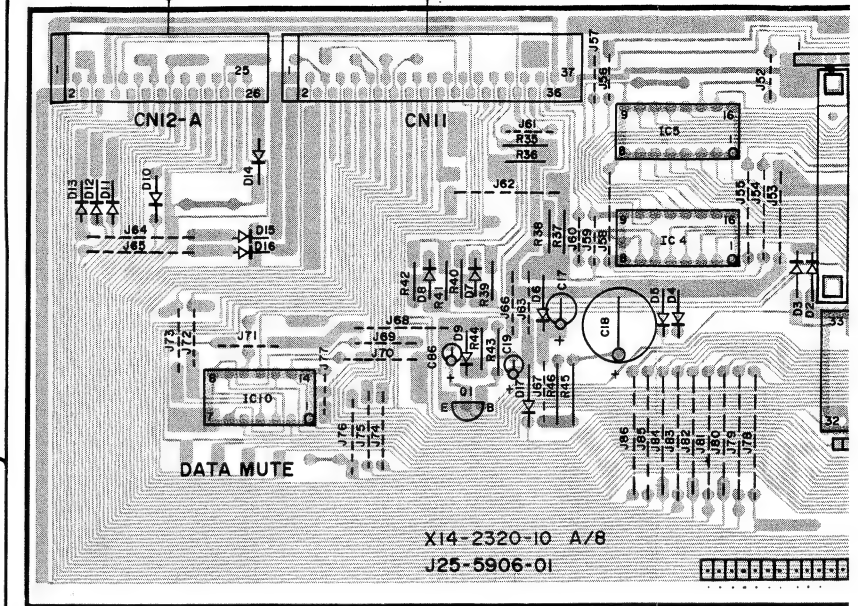 1
25
2
26
CN12-A
1
37
2
36
CN11
J57
J56
J52
9
16
IC5
8
1
J61
R35
R36
D14
D13
D12
D11
D10
J62
J55
J54
J53
9
16
IC 4
8
1
R38
R37
J60
J59
J58
J64
J65
D15
D16
R42
D8
R41
R40
D7
R39
J66
J63
D6
C17
C18
D5
D4
D3
D2
33
32
J73
J72
J71
J68
J69
J70
J77
C86
D9
R44
R43
C19
D17
J67
R46
R45
8
14
IC10
7
1
Q1
E
B
J76
J75
J74
J86
J85
J84
J83
J82
J81
J80
J79
J78
DATA MUTE
X14-2320-10 A/8
J25-5906-01